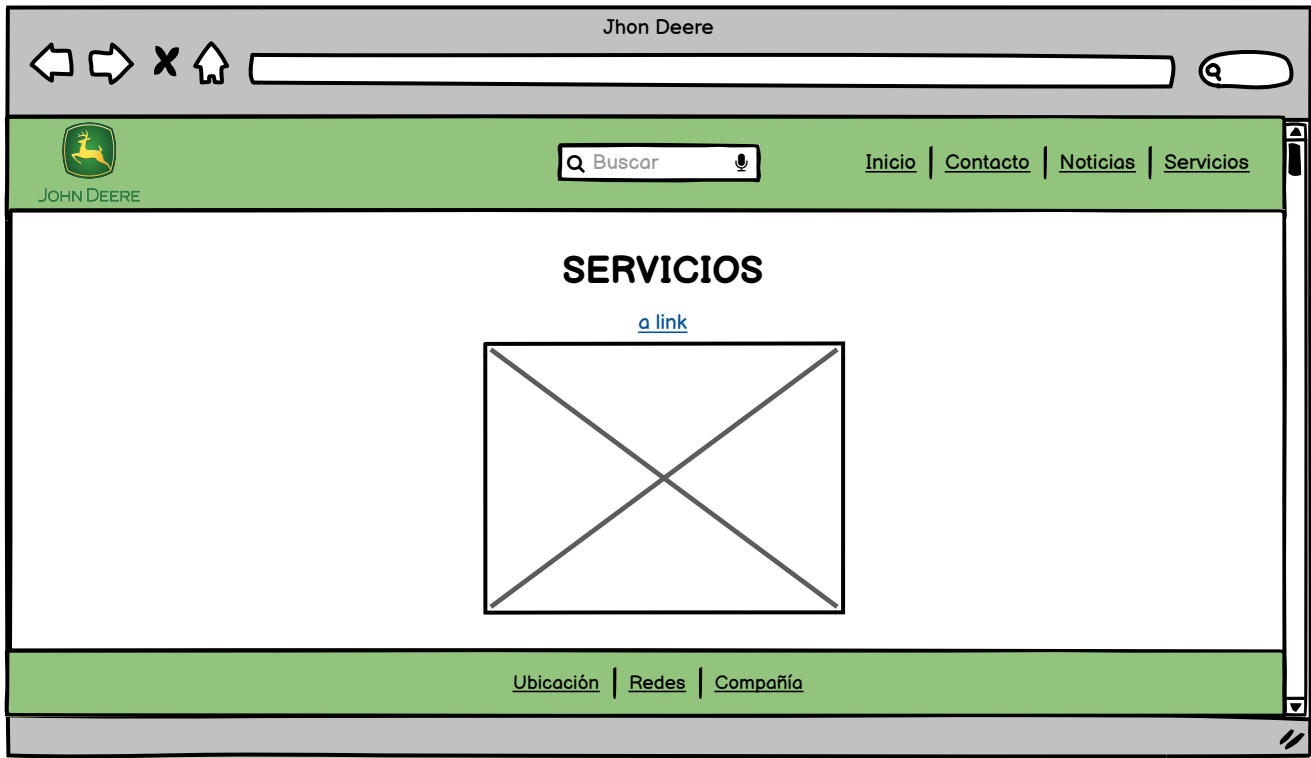 Jhon Deere
JOHN DEERE
Buscar
Inicio Contacto Noticias Servicios
SERVICIOS
a link
Ubicación Redes Compañía